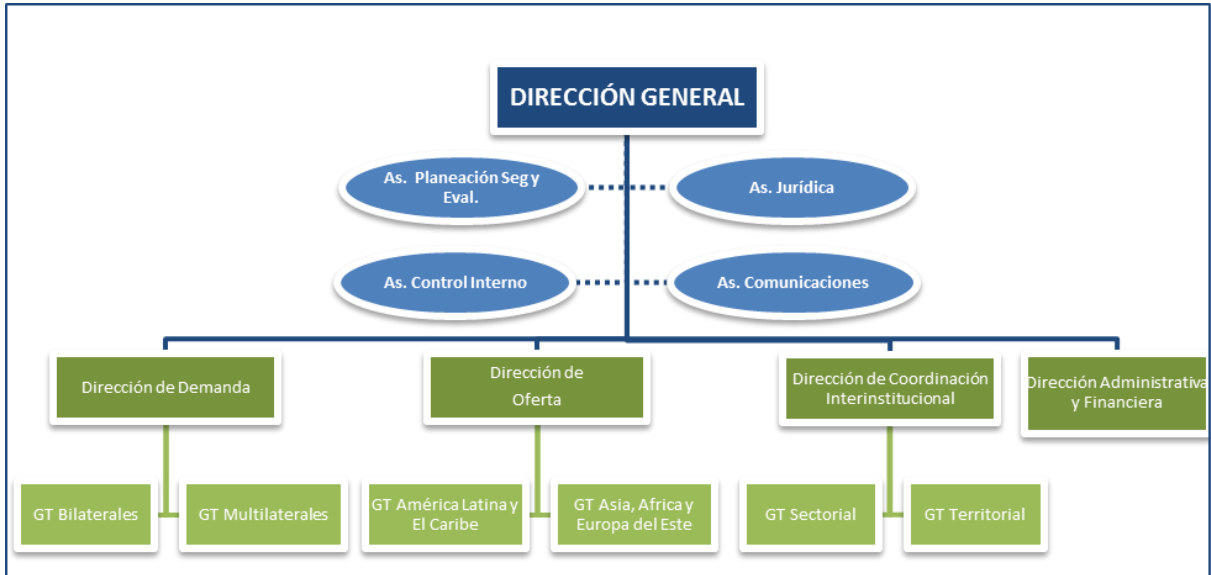 DIRECCIÓN GENERAL
As. Planeación Seg y
Eval.
As. Jurídica
As. Control Interno
As. Comunicaciones
Dirección de Demanda
Dirección de
Oferta
Dirección de Coordinación
Interinstitucional
Dirección Administrativa
y Financiera
GT Bilaterales
GT Multilaterales
GT América Latina y
El Caribe
GT Asia, Africa y
Europa del Este
GT Sectorial
GT Territorial